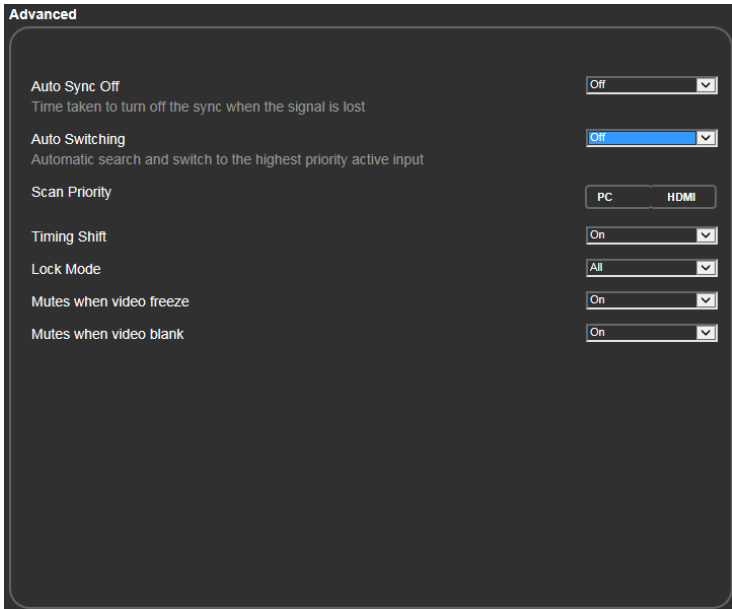 Advanced
Auto Sync Off Off
Time taken to turn off the sync when the signal is lost
Auto Switching Off
Automatic search and switch to the highest priority active input
Scan Priority PC HDMI
Timing Shift On
Lock Mode All
Mutes when video freeze On
Mutes when video blank On